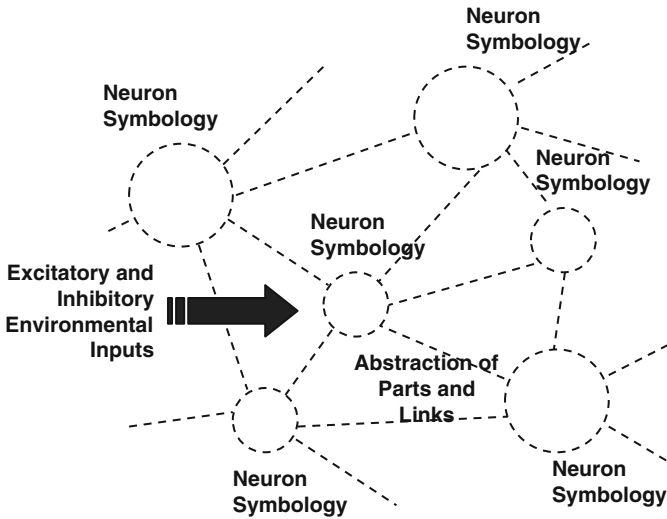 Neuron
Symbology
Neuron
Symbology
Neuron
Symbology
Neuron
Symbology
Excitatory and
Inhibitory
Environmental
Inputs
Abstraction of
Parts and
Links
Neuron
Symbology
Neuron
Symbology